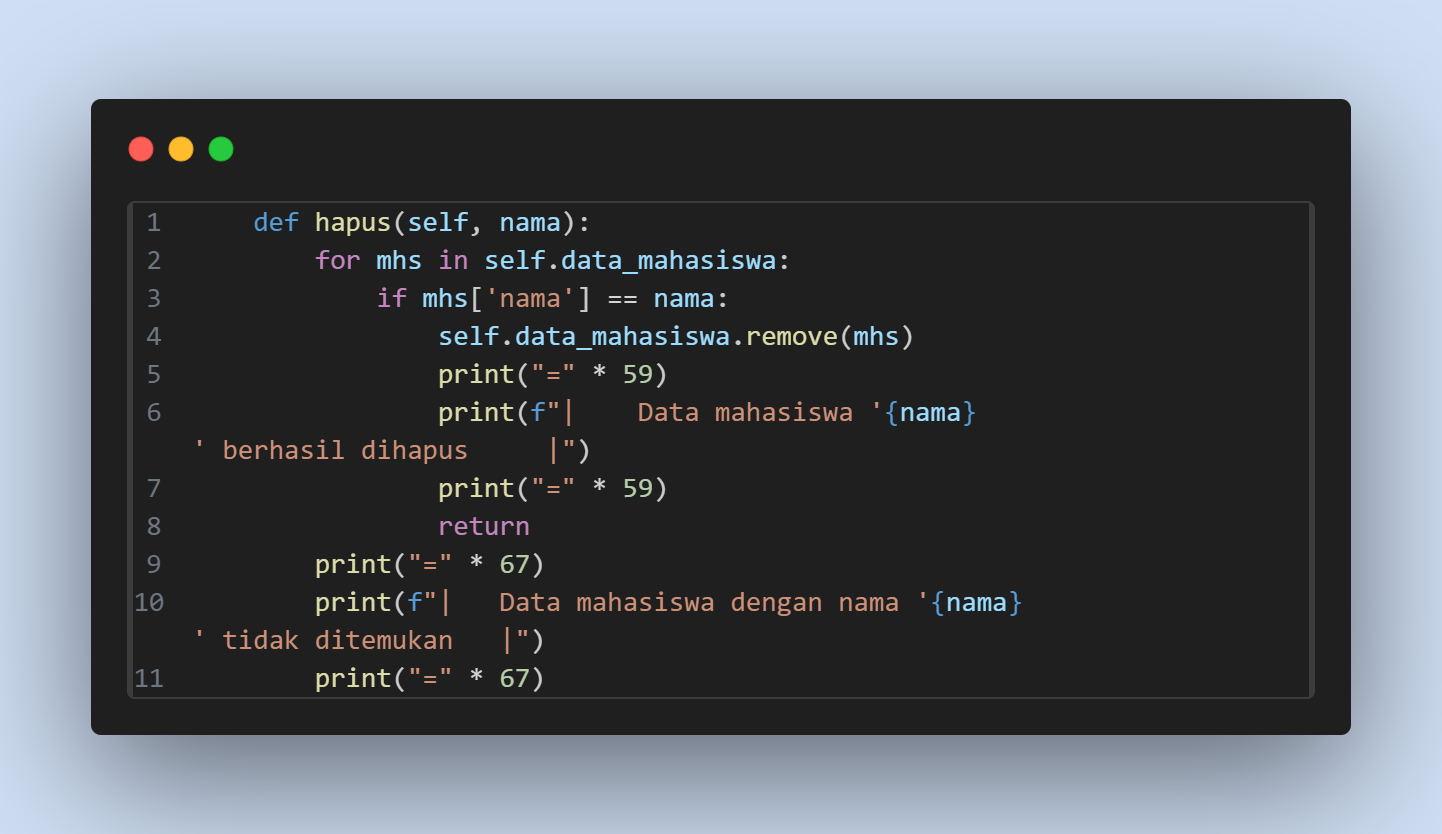 1      def hapus(self, nama):
2          for mhs in self.data_mahasiswa:
3              if mhs['nama'] == nama:
4                  self.data_mahasiswa.remove(mhs)
5                  print("=" * 59)
6                  print(f"|    Data mahasiswa '{nama}
' berhasil dihapus     |")
7                  print("=" * 59)
8                  return
9          print("=" * 67)
10         print(f"|   Data mahasiswa dengan nama '{nama}
' tidak ditemukan   |")
11         print("=" * 67)